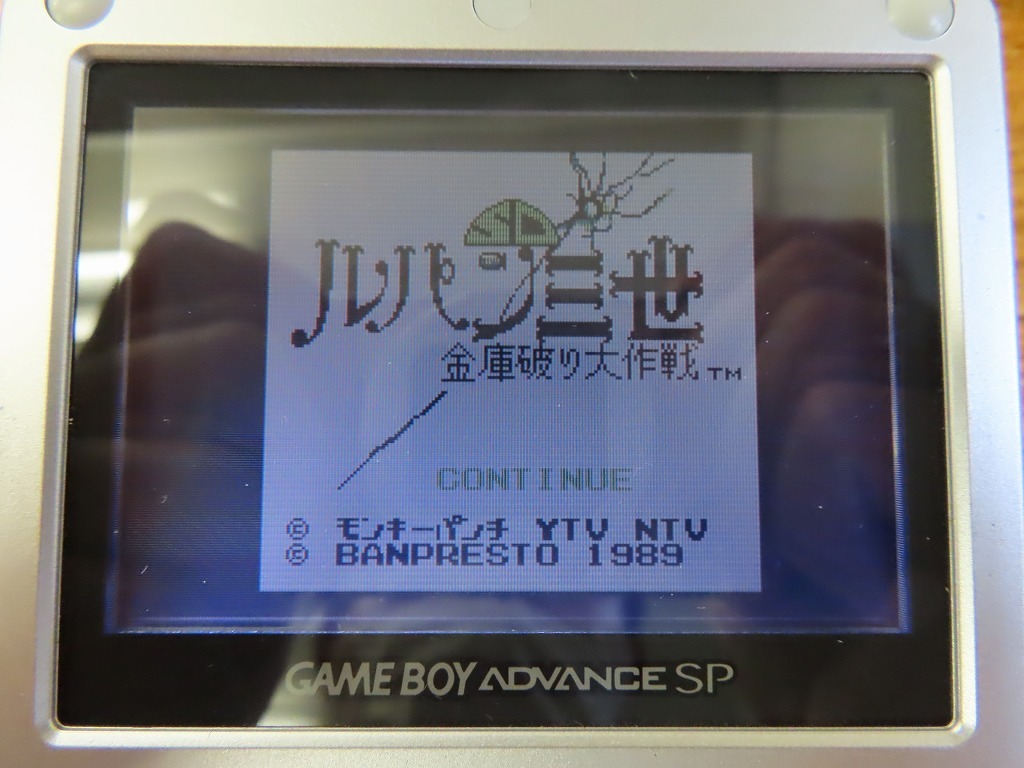 SD
ルパン三世
金庫破り大作戦™
CONTINUE
© モンキーパンチ YTV NTV
© BANPRESTO 1989
GAME BOY ADVANCE SP